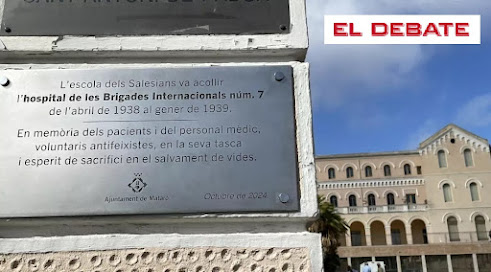 EL DEBATE
L'escola dels Salesians va acollir
l'hospital de les Brigades Internacionals núm. 7
de l'abril de 1938 al gener de 1939.
En memòria dels pacients i del personal mèdic,
voluntaris antifeixistes, en la seva tasca
i esperit de sacrifici en el salvament de vides.
Ajuntament de Mataró
Octubre de 2024